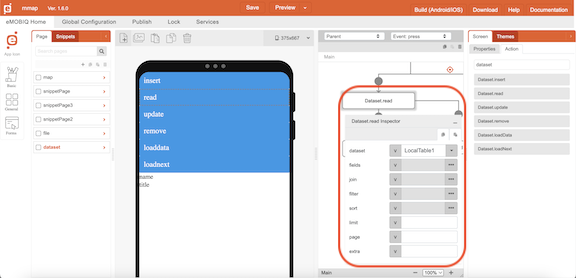 mmap Ver. 1.6.0 Save Preview Build (Android/iOS) Download Help Documentation
eMOBIQ Home Global Configuration Publish Lock Services
App Icon
Basic
General
Page Snippets
Search page(s)
map
snippetPage
snippetPage3
snippetPage2
file
dataset
375x667
insert
read
update
remove
loaddata
loadnext
name
title
Parent Event: press
Main
Dataset.read
Dataset.read Inspector
dataset V LocalTable1
fields V
join V
filter V
sort V
limit V
page V
extra V
Main 100%
Screen Themes
Properties Action
dataset
Dataset.insert
Dataset.read
Dataset.update
Dataset.remove
Dataset.loadData
Dataset.loadNext